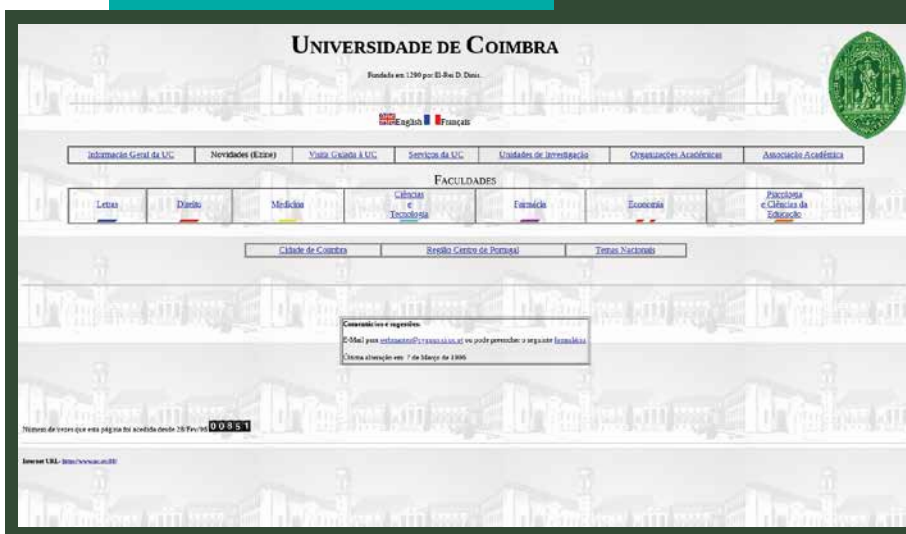 UNIVERSIDADE DE COIMBRA
Fundada em 1290 por El-Rei D. Dinis.
English Français
Informação Geral da UC Novidades (Ezine) Visita Guiada à UC Serviços da UC Unidades de Investigação Organizações Académicas Associação Académica
FACULDADES
Letras Direito Medicina Ciências e Tecnologia Farmácia Economia Psicologia e Ciências da Educação
Cidade de Coimbra Região Centro de Portugal Temas Nacionais
Comentários e sugestões:
E-Mail para ou pode preencher o seguinte formulário
Última alteração em: 7 de Março de 1996
Número de vezes que esta página foi acedida desde 28/Fev/96 00851
Internet URL-